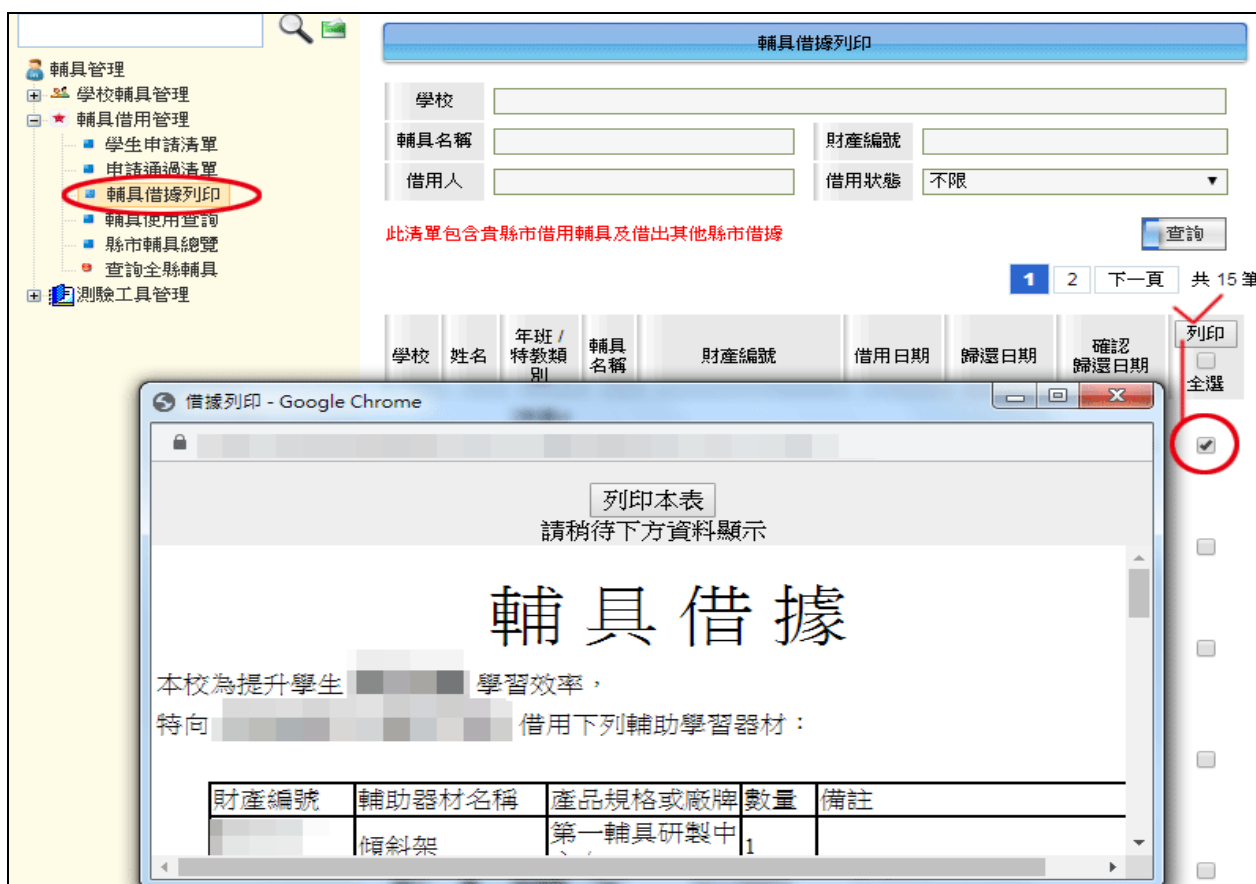 輔具管理
學校輔具管理
輔具借用管理
學生申請清單
申請通過清單
輔具借據列印
輔具使用查詢
縣市輔具總覽
查詢全縣輔具
測驗工具管理
輔具借據列印
學校
輔具名稱
財產編號
借用人
借用狀態 不限
此清單包含貴縣市借用輔具及借出其他縣市借據
查詢
1 2 下一頁 共 15 筆
學校 姓名 年班 / 特教類別 輔具名稱 財產編號 借用日期 歸還日期 確認歸還日期 列印 全選
借據列印 - Google Chrome
列印本表
請稍待下方資料顯示
輔具借據
本校為提升學生 學習效率，
特向 借用下列輔助學習器材：
財產編號 輔助器材名稱 產品規格或廠牌 數量 備註
傾斜架 第一輔具研製中 1